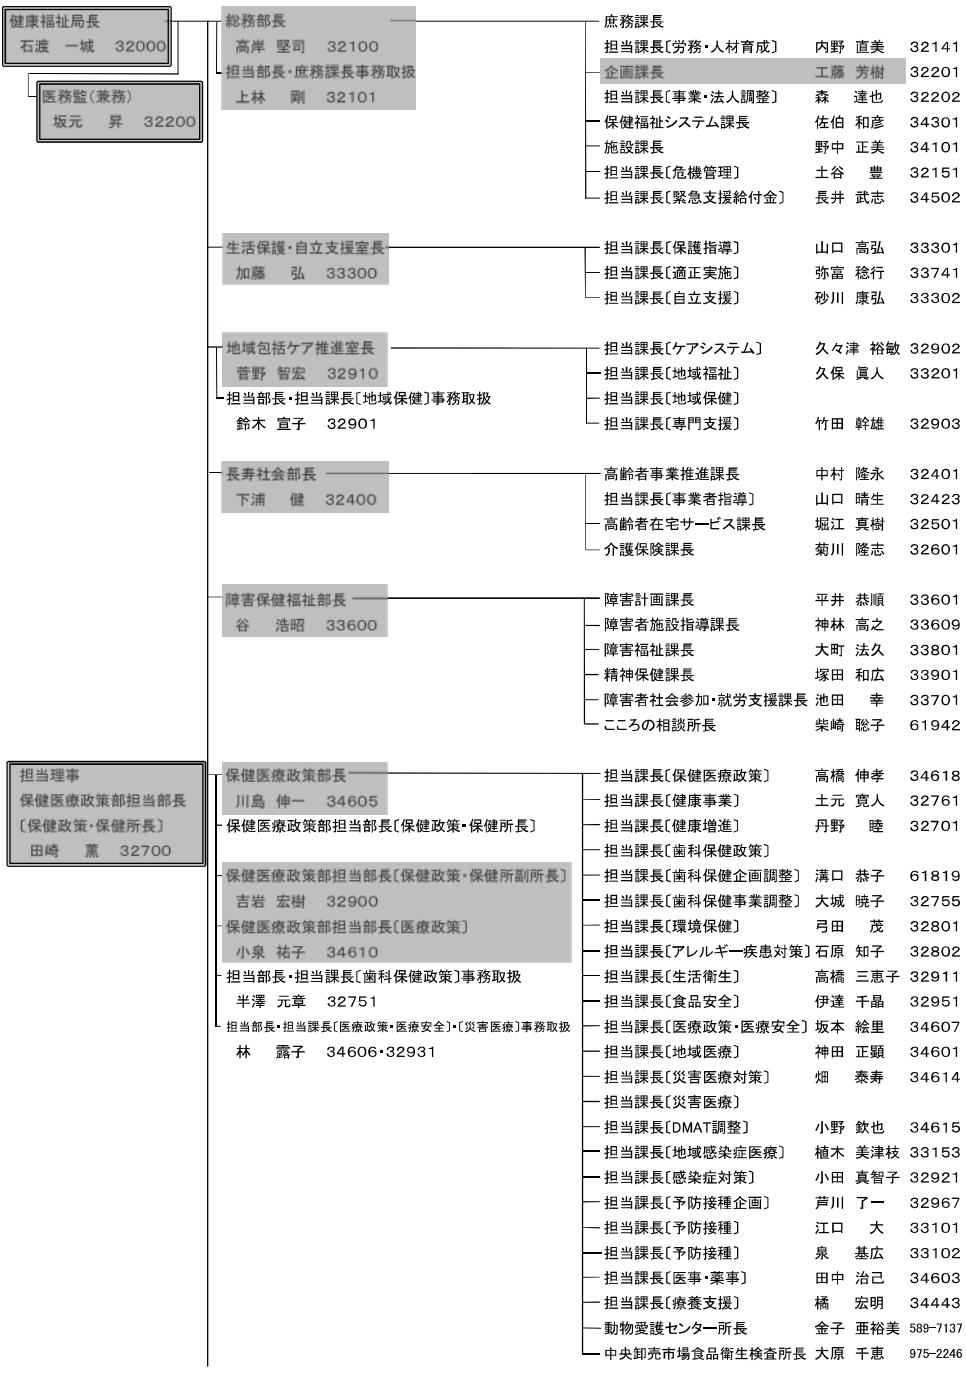 健康福祉局長
石渡　一城　32000
医務監（兼務）
坂元　昇　32200
総務部長
高岸　堅司　32100
担当部長・庶務課長事務取扱
上林　剛　32101
庶務課長
担当課長〔労務・人材育成〕　内野　直美　32141
企画課長　工藤　芳樹　32201
担当課長〔事業・法人調整〕　森　達也　32202
保健福祉システム課長　佐伯　和彦　34301
施設課長　野中　正美　34101
担当課長〔危機管理〕　土谷　豊　32151
担当課長〔緊急支援給付金〕　長井　武志　34502
生活保護・自立支援室長
加藤　弘　33300
担当課長〔保護指導〕　山口　高弘　33301
担当課長〔適正実施〕　弥富　稔行　33741
担当課長〔自立支援〕　砂川　康弘　33302
地域包括ケア推進室長
菅野　智宏　32910
担当部長・担当課長〔地域保健〕事務取扱
鈴木　宣子　32901
担当課長〔ケアシステム〕　久々津　裕敏　32902
担当課長〔地域福祉〕　久保　眞人　33201
担当課長〔地域保健〕
担当課長〔専門支援〕　竹田　幹雄　32903
長寿社会部長
下浦　健　32400
高齢者事業推進課長　中村　隆永　32401
担当課長〔事業者指導〕　山口　晴生　32423
高齢者在宅サービス課長　堀江　真樹　32501
介護保険課長　菊川　隆志　32601
障害保健福祉部長
谷　浩昭　33600
障害計画課長　平井　恭順　33601
障害者施設指導課長　神林　高之　33609
障害福祉課長　大町　法久　33801
精神保健課長　塚田　和広　33901
障害者社会参加・就労支援課長　池田　幸　33701
こころの相談所長　柴崎　聡子　61942
担当理事
保健医療政策部担当部長
〔保健政策・保健所長〕
田崎　薫　32700
保健医療政策部長
川島　伸一　34605
保健医療政策部担当部長〔保健政策・保健所長〕
保健医療政策部担当部長〔保健政策・保健所副所長〕
吉岩　宏樹　32900
保健医療政策部担当部長〔医療政策〕
小泉　祐子　34610
担当部長・担当課長〔歯科保健政策〕事務取扱
半澤　元章　32751
担当部長・担当課長〔医療政策・医療安全〕・〔災害医療〕事務取扱
林　露子　34606・32931
担当課長〔保健医療政策〕　高橋　伸孝　34618
担当課長〔健康事業〕　土元　寛人　32761
担当課長〔健康増進〕　丹野　睦　32701
担当課長〔歯科保健政策〕
担当課長〔歯科保健企画調整〕　溝口　恭子　61819
担当課長〔歯科保健事業調整〕　大城　暁子　32755
担当課長〔環境保健〕　弓田　茂　32801
担当課長〔アレルギー疾患対策〕　石原　知子　32802
担当課長〔生活衛生〕　高橋　三恵子　32911
担当課長〔食品安全〕　伊達　千晶　32951
担当課長〔医療政策・医療安全〕　坂本　絵里　34607
担当課長〔地域医療〕　神田　正顕　34601
担当課長〔災害医療対策〕　畑　泰寿　34614
担当課長〔災害医療〕
担当課長〔DMAT調整〕　小野　欽也　34615
担当課長〔地域感染症医療〕　植木　美津枝　33153
担当課長〔感染症対策〕　小田　真智子　32921
担当課長〔予防接種企画〕　芦川　了一　32967
担当課長〔予防接種〕　江口　大　33101
担当課長〔予防接種〕　泉　基広　33102
担当課長〔医事・薬事〕　田中　治己　34603
担当課長〔療養支援〕　橘　宏明　34443
動物愛護センター所長　金子　亜裕美　589-7137
中央卸売市場食品衛生検査所長　大原　千恵　975-2246